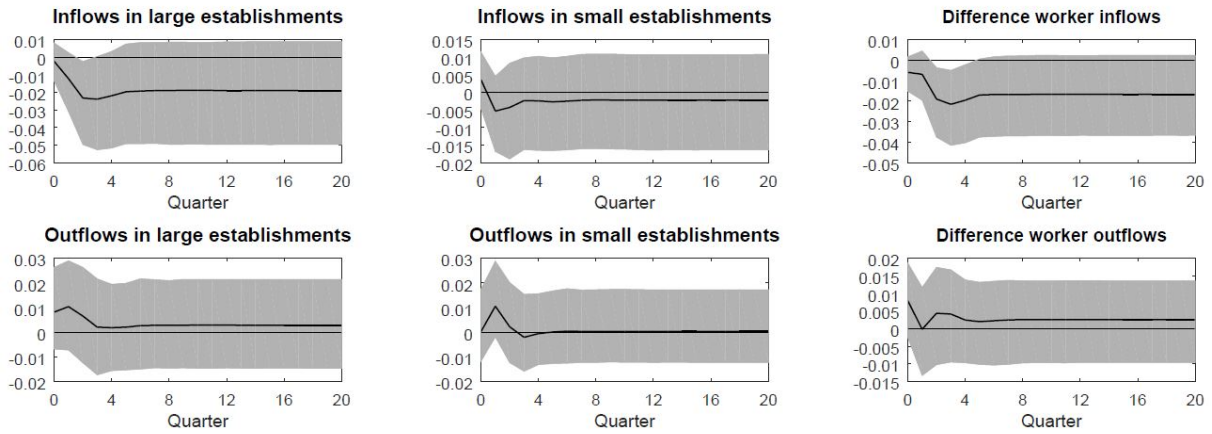 Inflows in large establishments
0.01
0
-0.01
-0.02
-0.03
-0.04
-0.05
-0.06
0 4 8 12 16 20
Quarter
Inflows in small establishments
0.015
0.01
0.005
0
-0.005
-0.01
-0.015
-0.02
0 4 8 12 16 20
Quarter
Difference worker inflows
0.01
0
-0.01
-0.02
-0.03
-0.04
-0.05
0 4 8 12 16 20
Quarter
Outflows in large establishments
0.03
0.02
0.01
0
-0.01
-0.02
0 4 8 12 16 20
Quarter
Outflows in small establishments
0.03
0.02
0.01
0
-0.01
-0.02
0 4 8 12 16 20
Quarter
Difference worker outflows
0.02
0.015
0.01
0.005
0
-0.005
-0.01
-0.015
0 4 8 12 16 20
Quarter